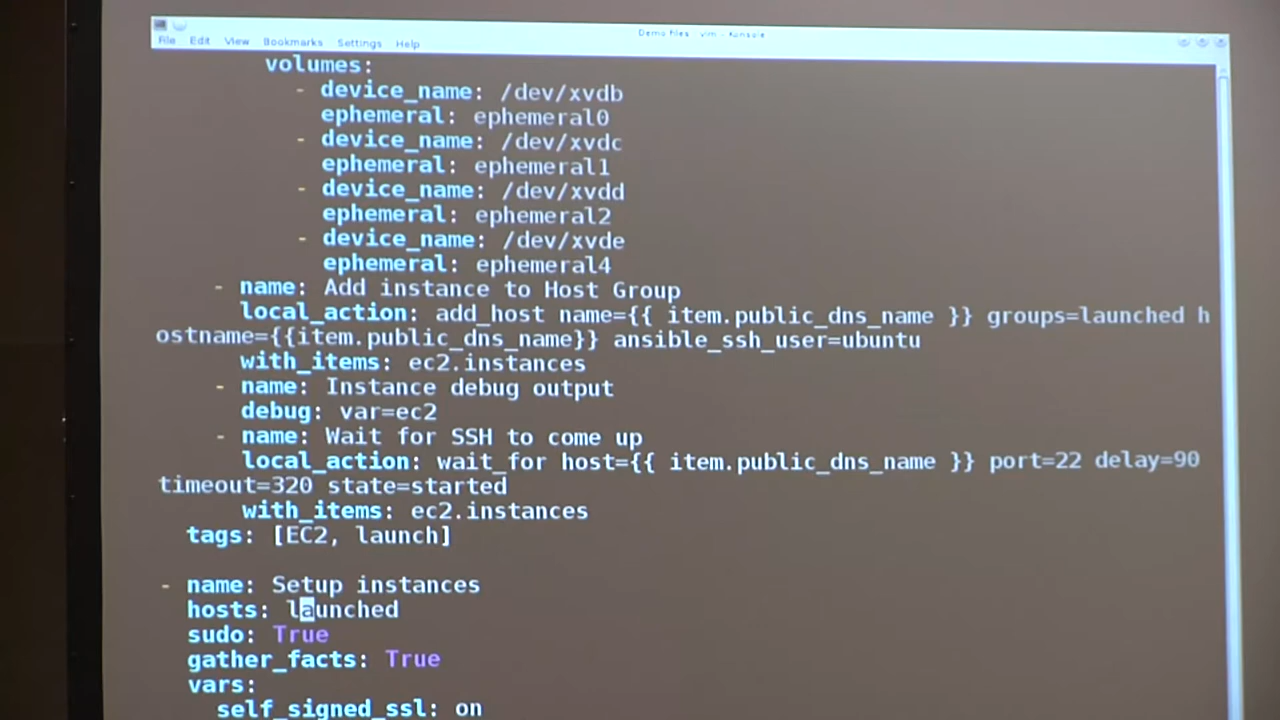 Demo files : vim - Konsole
File Edit View Bookmarks Settings Help
volumes:
- device_name: /dev/xvdb
ephemeral: ephemeral0
- device_name: /dev/xvdc
ephemeral: ephemeral1
- device_name: /dev/xvdd
ephemeral: ephemeral2
- device_name: /dev/xvde
ephemeral: ephemeral4
- name: Add instance to Host Group
local_action: add_host name={{ item.public_dns_name }} groups=launched h
ostname={{item.public_dns_name}} ansible_ssh_user=ubuntu
with_items: ec2.instances
- name: Instance debug output
debug: var=ec2
- name: Wait for SSH to come up
local_action: wait_for host={{ item.public_dns_name }} port=22 delay=90
timeout=320 state=started
with_items: ec2.instances
tags: [EC2, launch]
- name: Setup instances
hosts: launched
sudo: True
gather_facts: True
vars:
self_signed_ssl: on